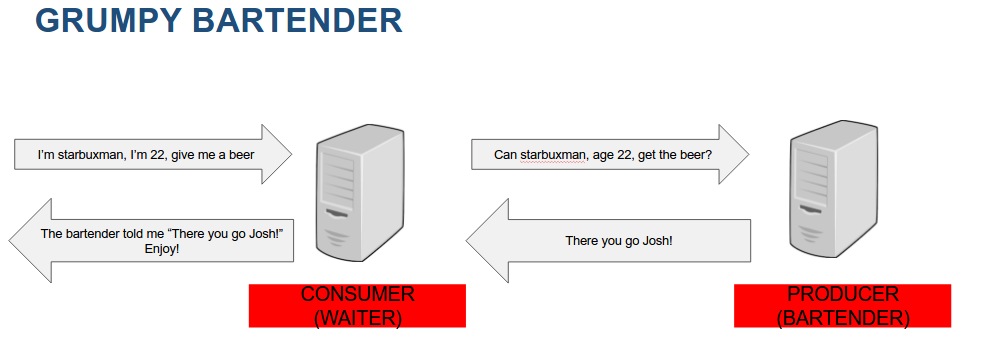 GRUMPY BARTENDER
I'm starbuxman, I'm 22, give me a beer
Can starbuxman, age 22, get the beer?
The bartender told me “There you go Josh!”
Enjoy!
There you go Josh!
CONSUMER
(WAITER)
PRODUCER
(BARTENDER)